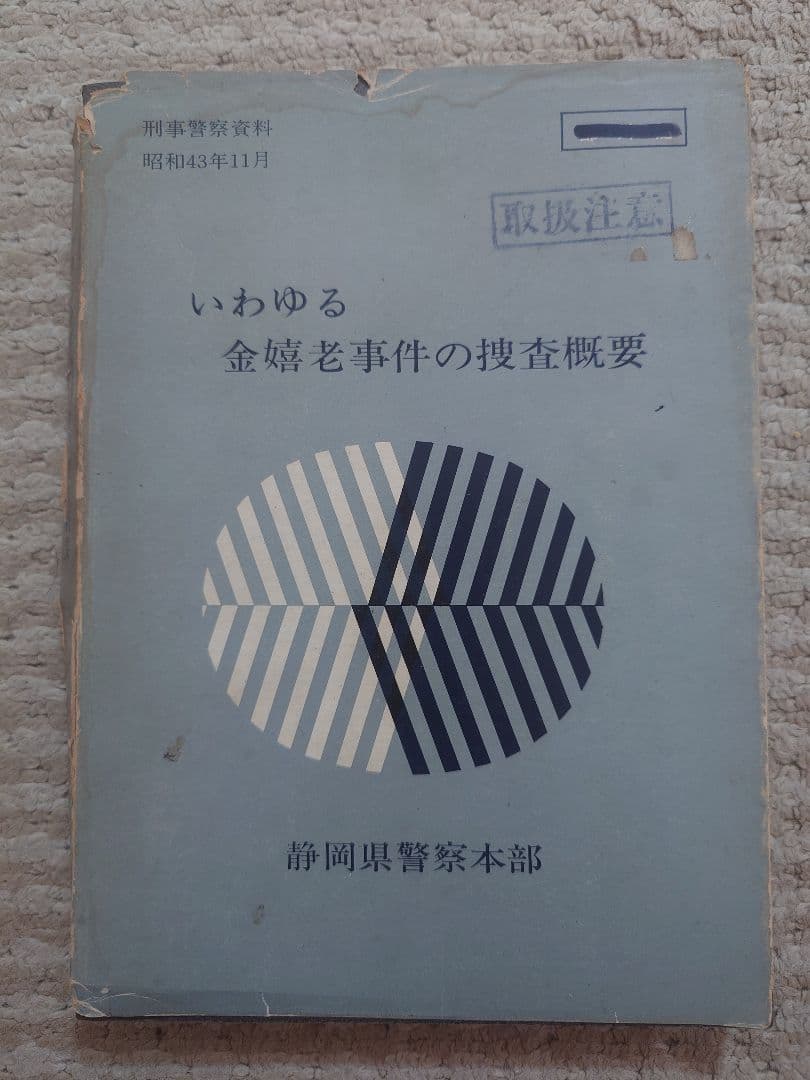 刑事警察資料
昭和43年11月
取扱注意
いわゆる
金嬉老事件の捜査概要
静岡県警察本部